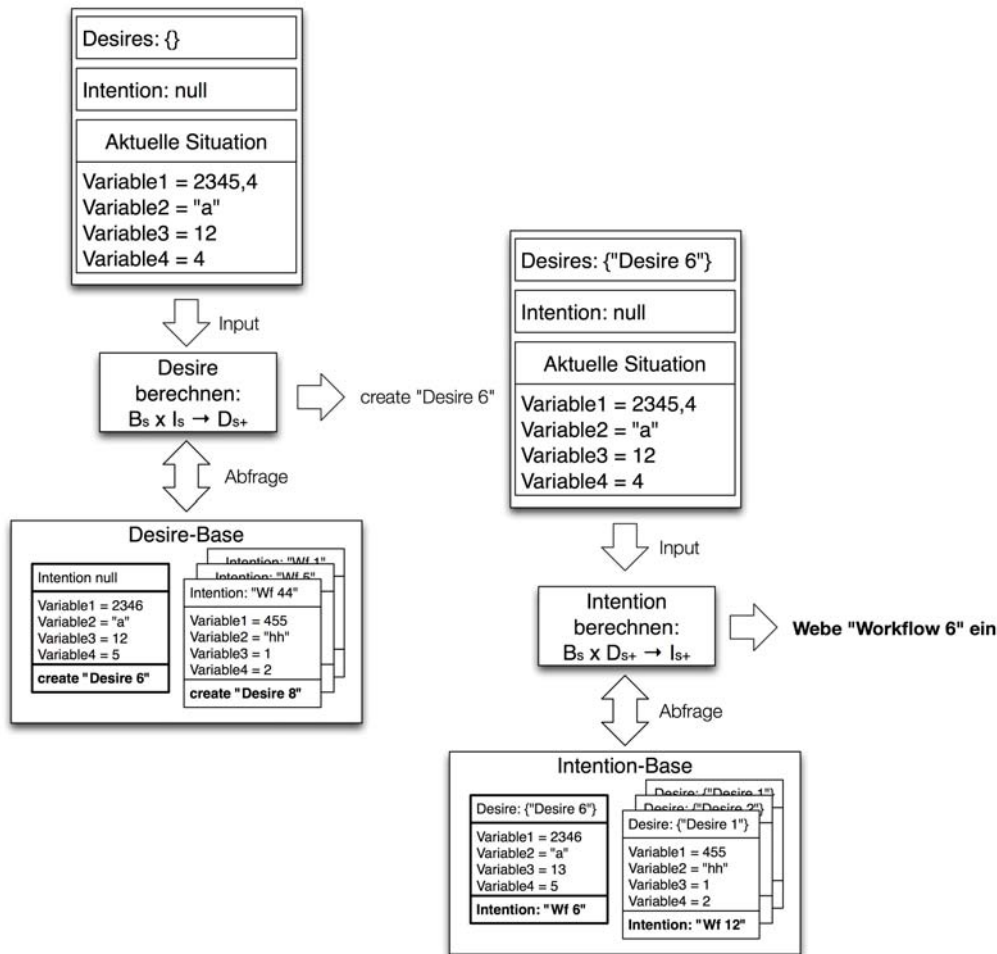 Desires: {}
Intention: null
Aktuelle Situation
Variable1 = 2345,4
Variable2 = "a"
Variable3 = 12
Variable4 = 4
Input
Desire
berechnen:
Bs x Is → Ds+
create "Desire 6"
Abfrage
Desire-Base
Intention null
Variable1 = 2346
Variable2 = "a"
Variable3 = 12
Variable4 = 5
create "Desire 6"
Intention: "Wf 1"
Intention: "Wf 6"
Intention: "Wf 44"
Variable1 = 455
Variable2 = "hh"
Variable3 = 1
Variable4 = 2
create "Desire 8"
Desires: {"Desire 6"}
Intention: null
Aktuelle Situation
Variable1 = 2345,4
Variable2 = "a"
Variable3 = 12
Variable4 = 4
Input
Intention
berechnen:
Bs x Ds+ → Is+
Webe "Workflow 6" ein
Abfrage
Intention-Base
Desire: {"Desire 6"}
Variable1 = 2346
Variable2 = "a"
Variable3 = 13
Variable4 = 5
Intention: "Wf 6"
Desire: {"Desire 1"}
Desire: {"Desire 2"}
Desire: {"Desire 1"}
Variable1 = 455
Variable2 = "hh"
Variable3 = 1
Variable4 = 2
Intention: "Wf 12"